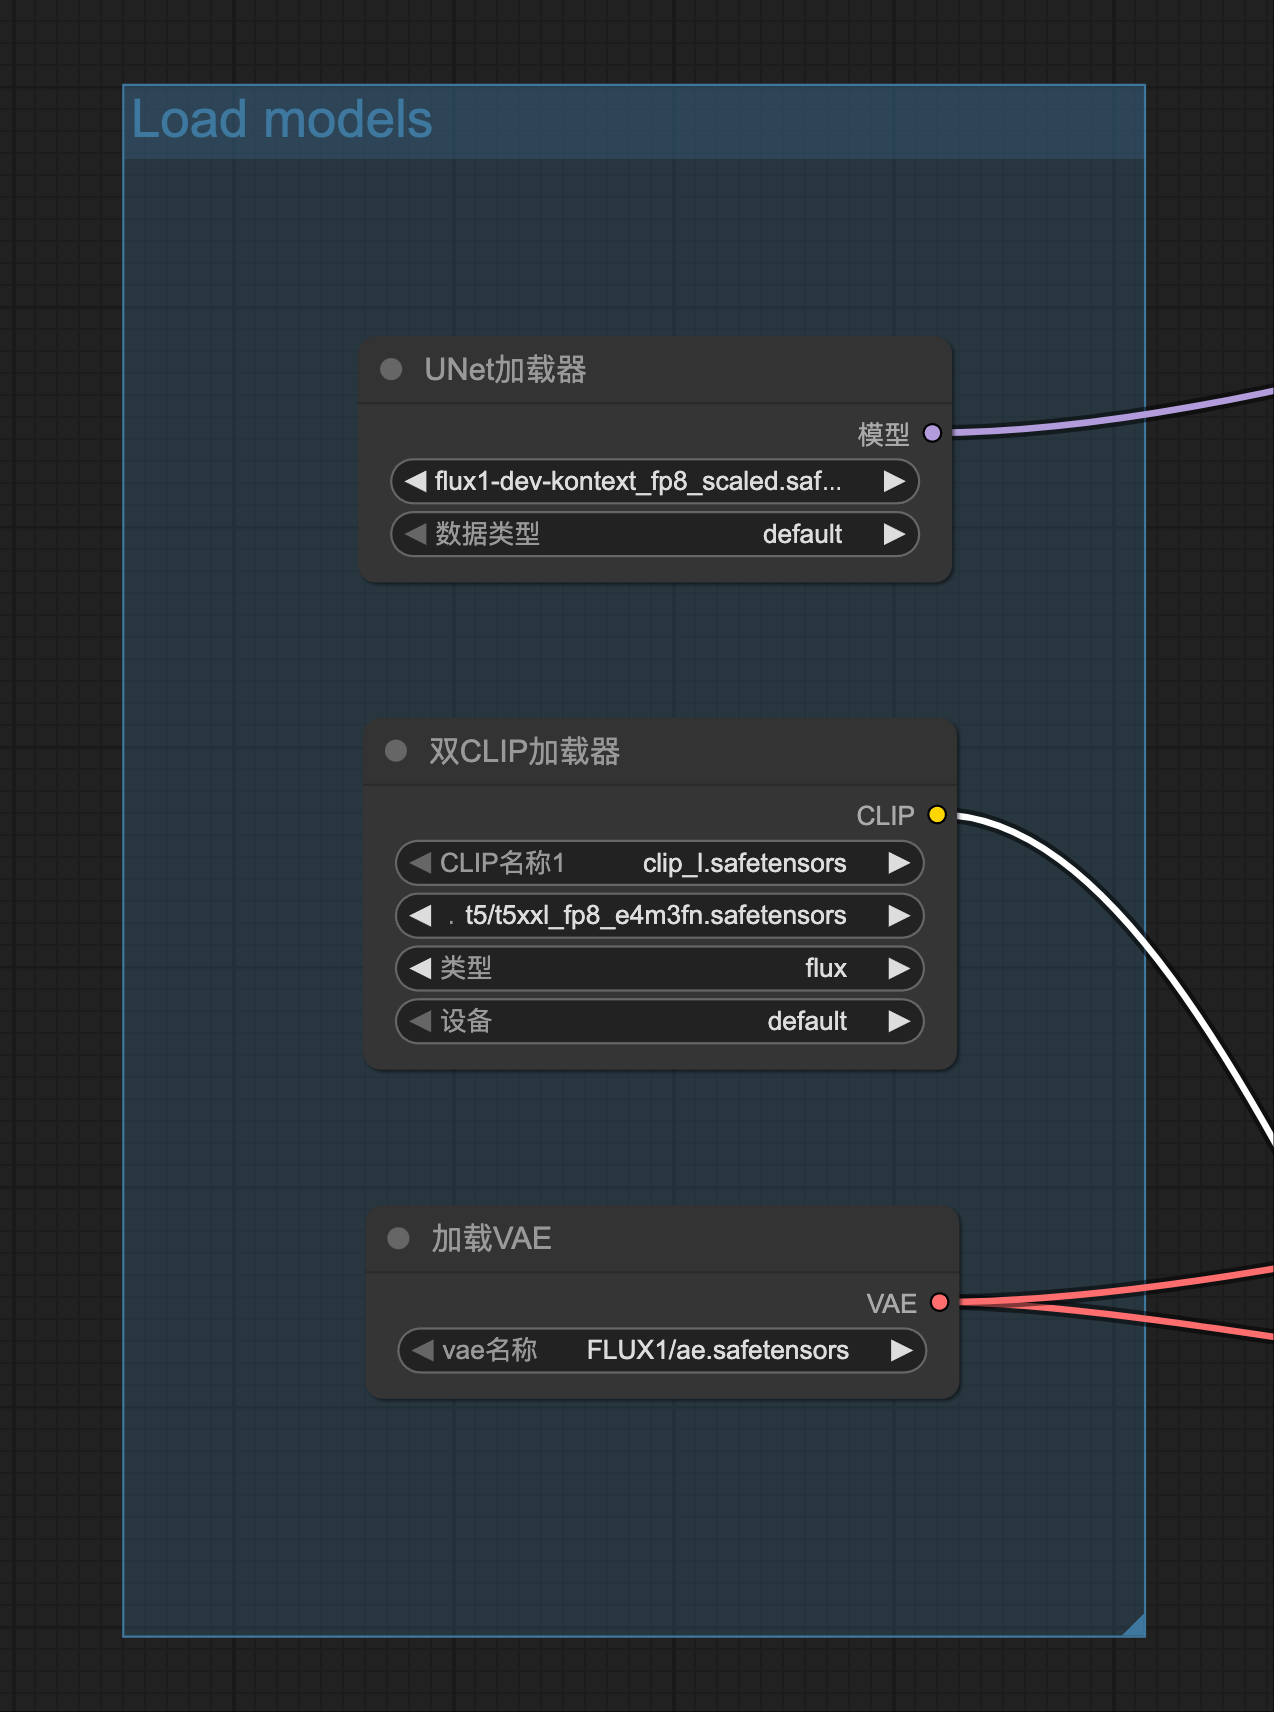 Load models
UNet加载器
模型
flux1-dev-kontext_fp8_scaled.saf...
数据类型 default
双CLIP加载器
CLIP
CLIP名称1 clip_l.safetensors
. t5/t5xxl_fp8_e4m3fn.safetensors
类型 flux
设备 default
加载VAE
VAE
vae名称 FLUX1/ae.safetensors